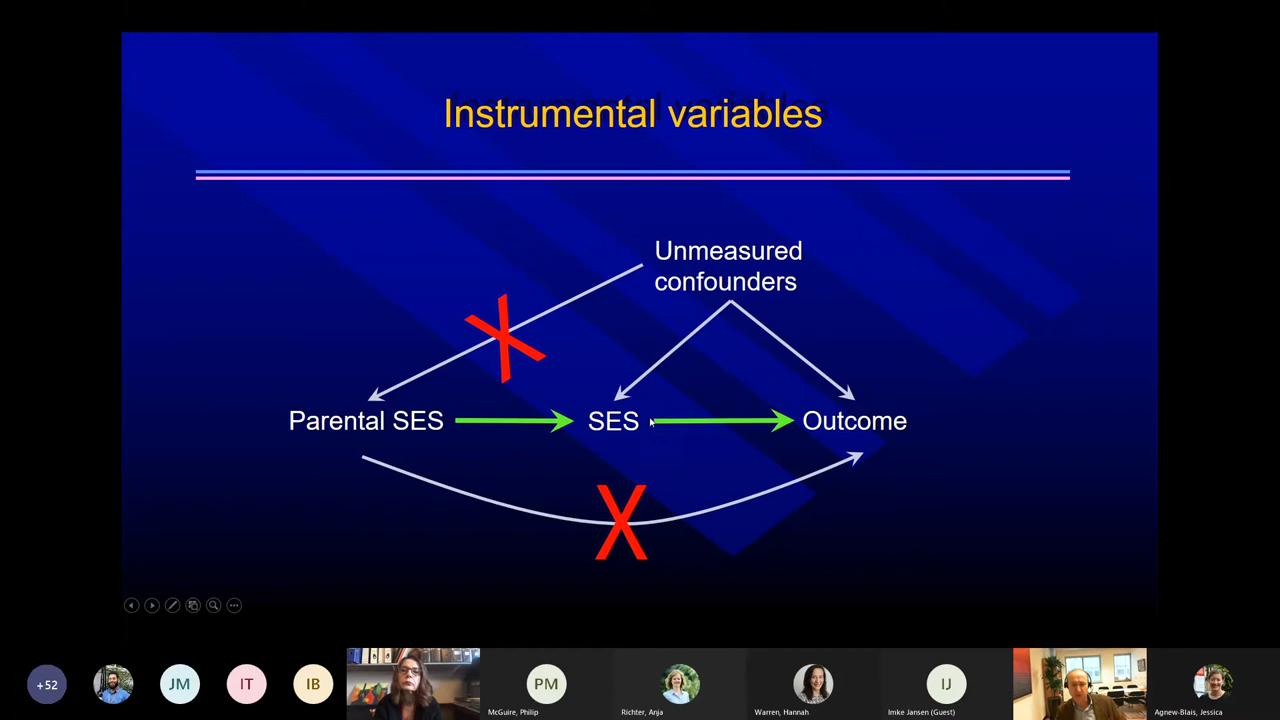 Instrumental variables
Unmeasured
confounders
Parental SES
SES
Outcome
+52
JM
IT
IB
PM
McGuire, Philip
Richter, Anja
Warren, Hannah
IJ
Imke Jansen (Guest)
Agnew-Blais, Jessica